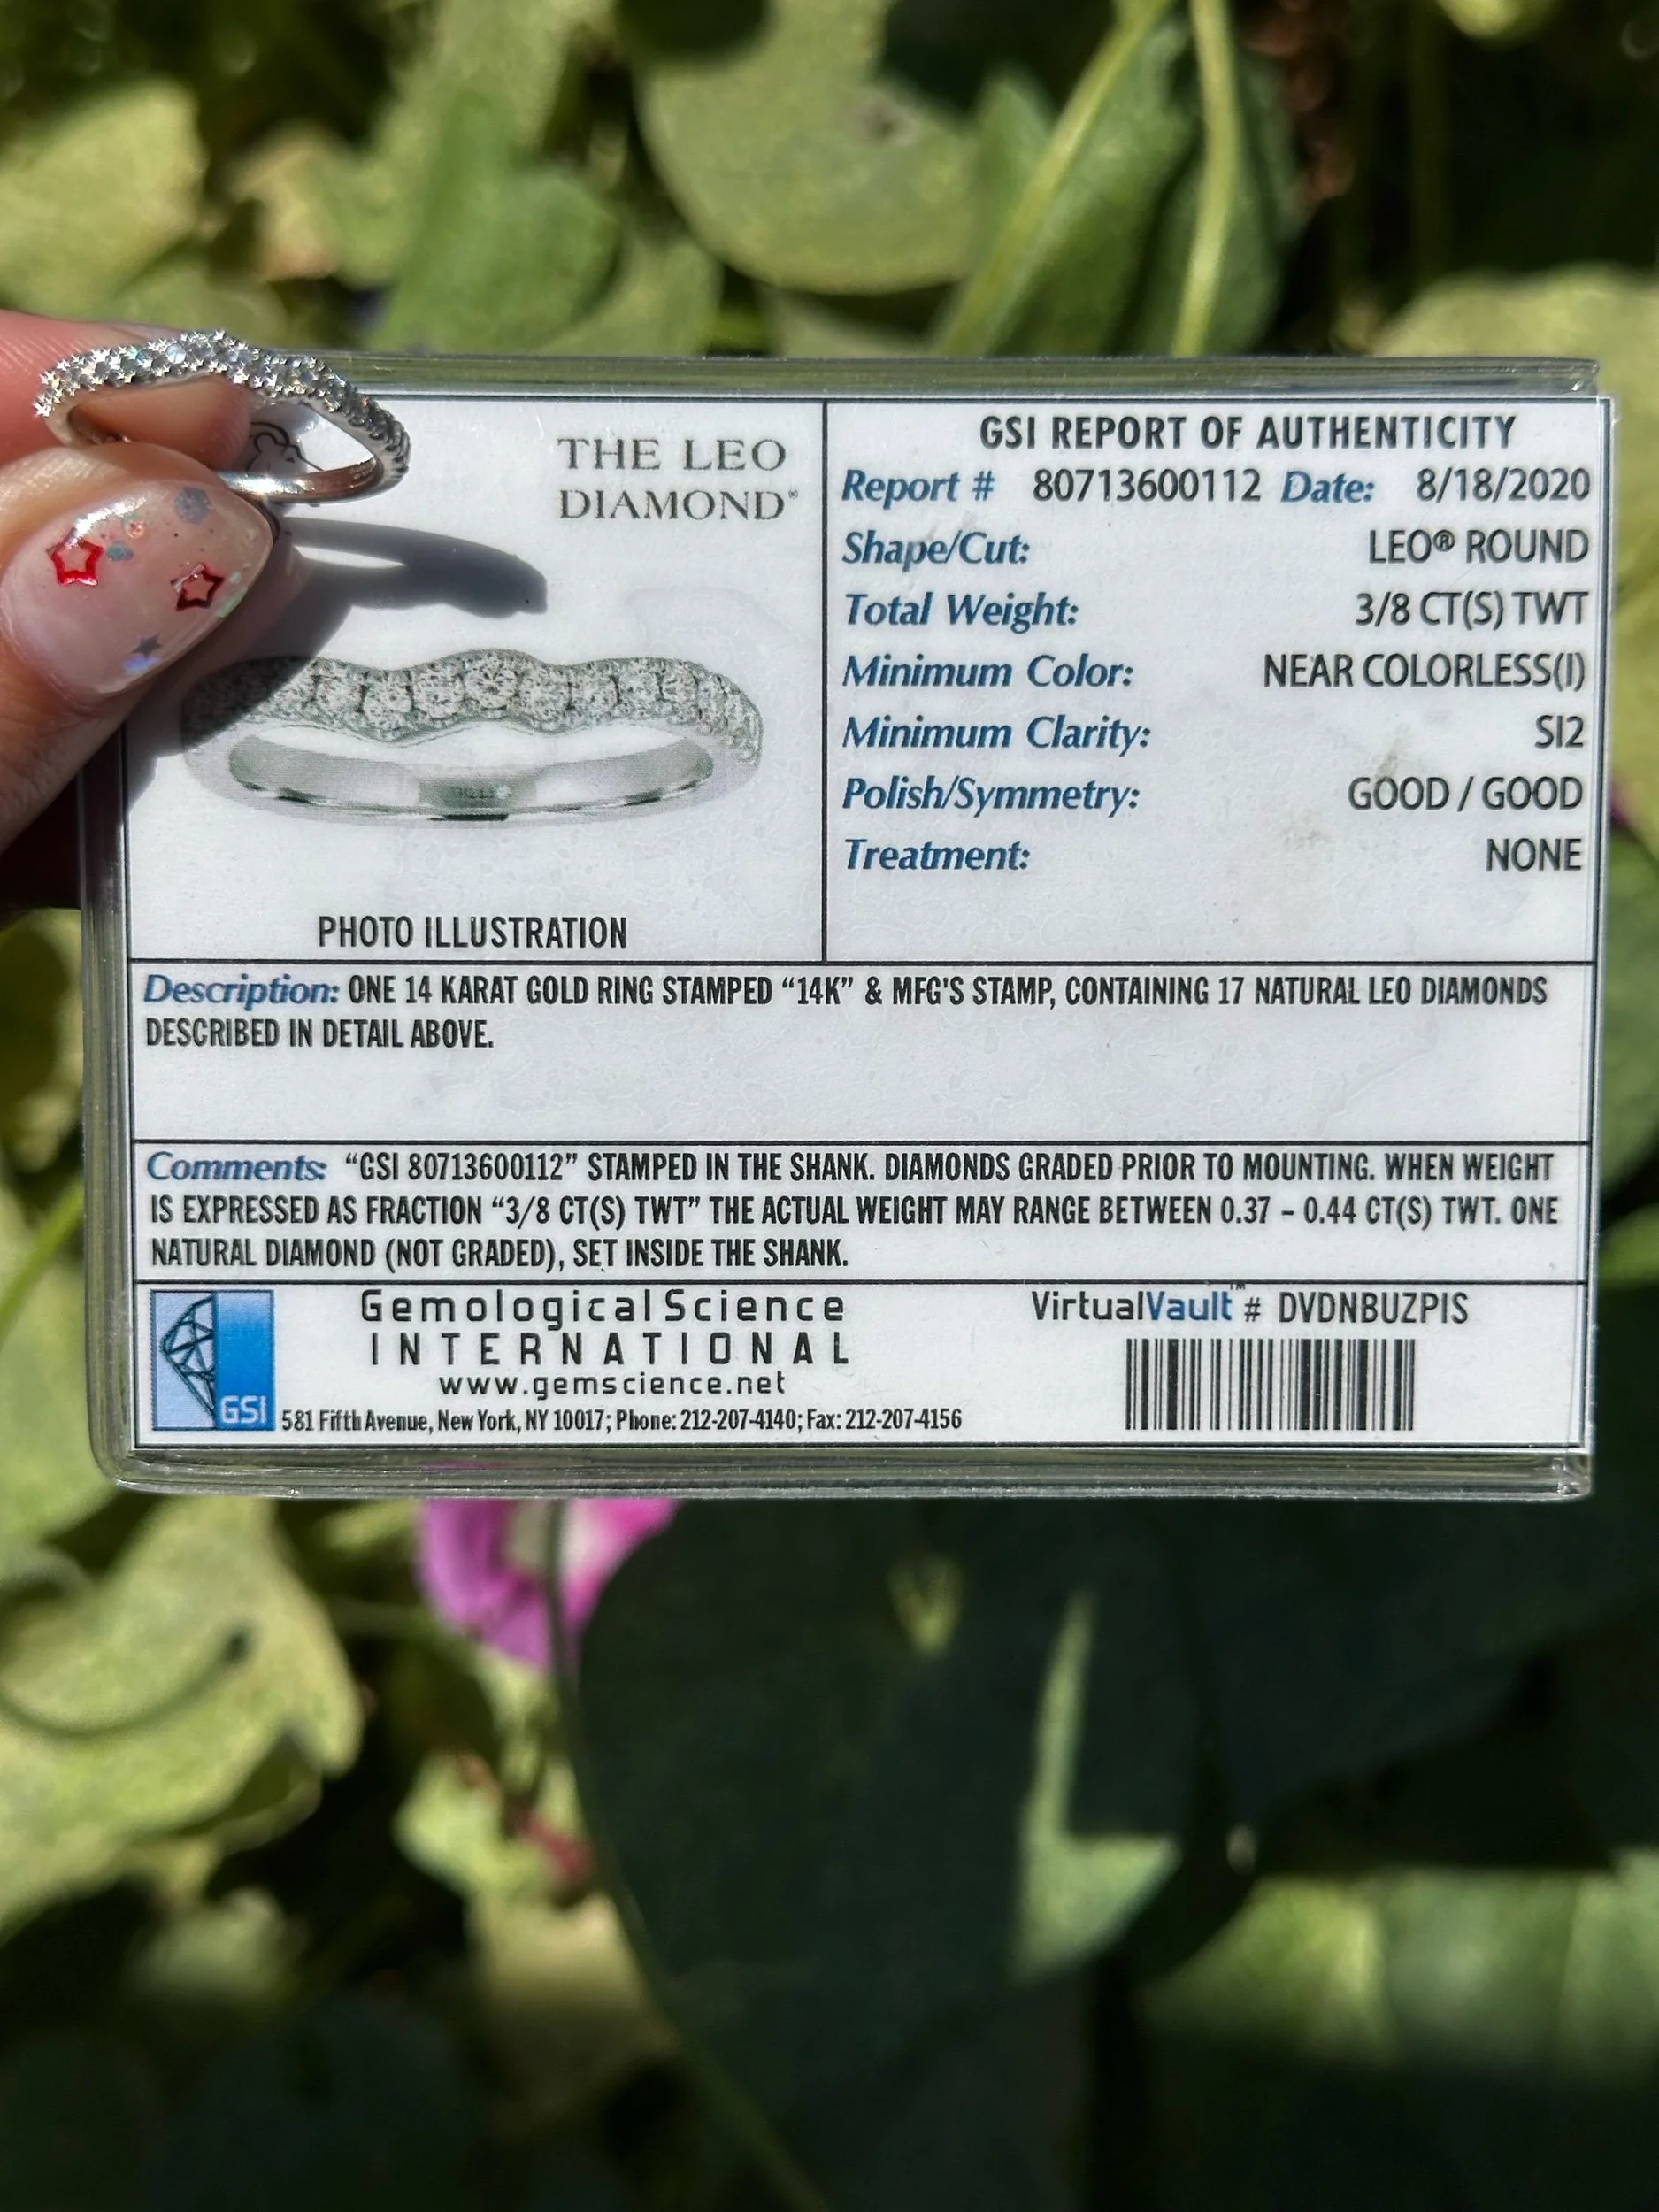 THE LEO
DIAMOND®
PHOTO ILLUSTRATION
GSI REPORT OF AUTHENTICITY
Report # 80713600112 Date: 8/18/2020
Shape/Cut: LEO® ROUND
Total Weight: 3/8 CT(S) TWT
Minimum Color: NEAR COLORLESS(I)
Minimum Clarity: SI2
Polish/Symmetry: GOOD / GOOD
Treatment: NONE
Description: ONE 14 KARAT GOLD RING STAMPED “14K” & MFG'S STAMP, CONTAINING 17 NATURAL LEO DIAMONDS
DESCRIBED IN DETAIL ABOVE.
Comments: “GSI 80713600112” STAMPED IN THE SHANK. DIAMONDS GRADED PRIOR TO MOUNTING. WHEN WEIGHT
IS EXPRESSED AS FRACTION “3/8 CT(S) TWT” THE ACTUAL WEIGHT MAY RANGE BETWEEN 0.37 – 0.44 CT(S) TWT. ONE
NATURAL DIAMOND (NOT GRADED), SET INSIDE THE SHANK.
GSI
Gemological Science
INTERNATIONAL
www.gemscience.net
581 Fifth Avenue, New York, NY 10017; Phone: 212-207-4140; Fax: 212-207-4156
VirtualVault™# DVDNBUZPIS